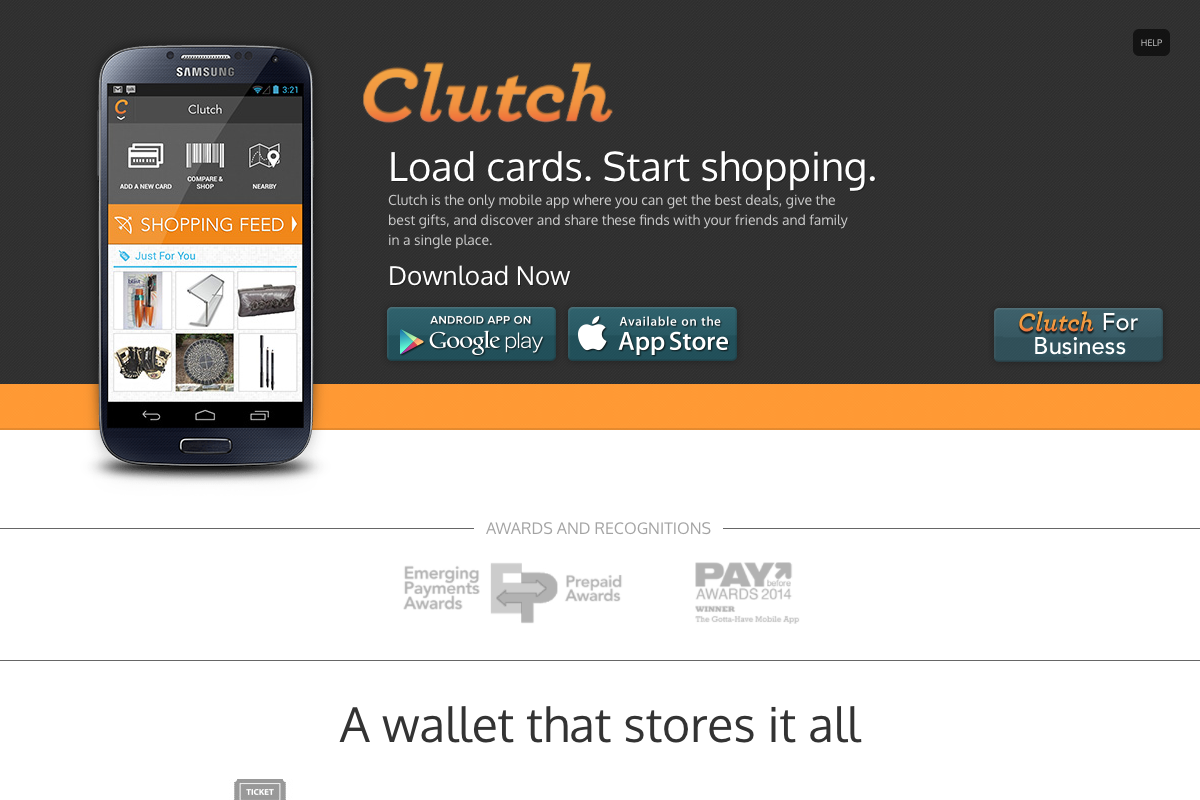 HELP
SAMSUNG
3:21
Clutch
ADD A NEW CARD
COMPARE &
SHOP
NEARBY
SHOPPING FEED
Just For You
Clutch
Load cards. Start shopping.
Clutch is the only mobile app where you can get the best deals, give the
best gifts, and discover and share these finds with your friends and family
in a single place.
Download Now
ANDROID APP ON
Google play
Available on the
App Store
Clutch For
Business
AWARDS AND RECOGNITIONS
Emerging
Payments
Awards
EP
Prepaid
Awards
PAY
before
AWARDS 2014
WINNER
The Gotta-Have Mobile App
A wallet that stores it all
TICKET